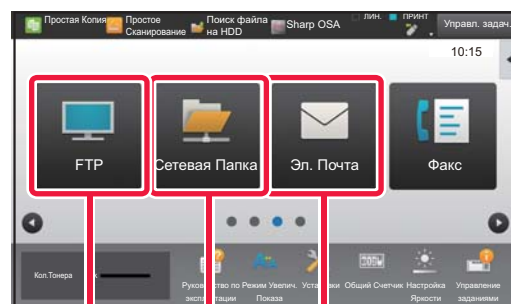 Простая Копия
Простое
Сканирование
Поиск файла
на HDD
Sharp OSA
ЛИН.
ПРИНТ
Управл. задач.
10:15
FTP
Сетевая Папка
Эл. Почта
Факс
Кол.Тонера
Руководство по
эксплуатации
Режим Увелич.
Показа
Установки
Общий Счетчик
Настройка
Яркости
Управление
заданиями